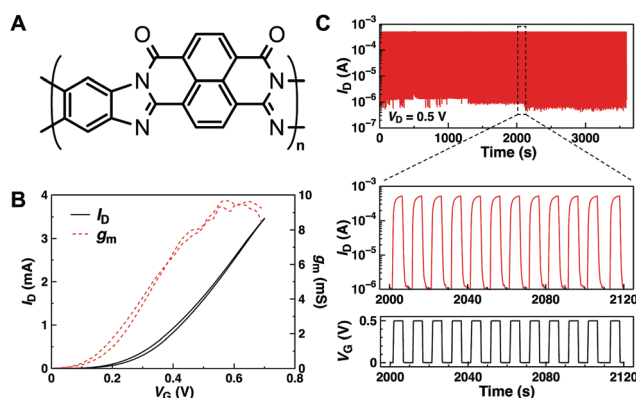 A
O O
N N
N N
n
B
I_D
g_m
4
3
2
1
0
I_D (mA)
10
8
6
4
2
0
g_m (mS)
0 0.2 0.4 0.6 0.8
V_G (V)
C
10⁻³
10⁻⁴
10⁻⁵
10⁻⁶
10⁻⁷
I_D (A)
V_D = 0.5 V
0 1000 2000 3000
Time (s)
10⁻³
10⁻⁴
10⁻⁵
10⁻⁶
I_D (A)
2000 2040 2080 2120
0.5
0
V_G (V)
2000 2040 2080 2120
Time (s)